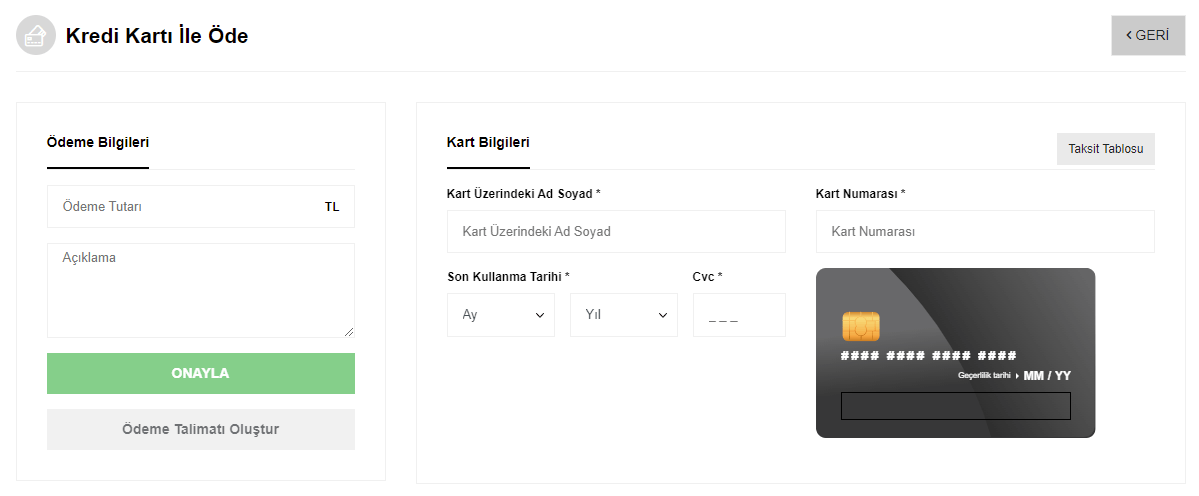 Kredi Kartı İle Öde
GERİ
Ödeme Bilgileri
Ödeme Tutarı TL
Açıklama
ONAYLA
Ödeme Talimatı Oluştur
Kart Bilgileri
Taksit Tablosu
Kart Üzerindeki Ad Soyad *
Kart Numarası *
Kart Üzerindeki Ad Soyad
Kart Numarası
Son Kullanma Tarihi *
Cvc *
Ay
Yıl
_ _ _
#### #### #### ####
Geçerlilik tarihi MM / YY